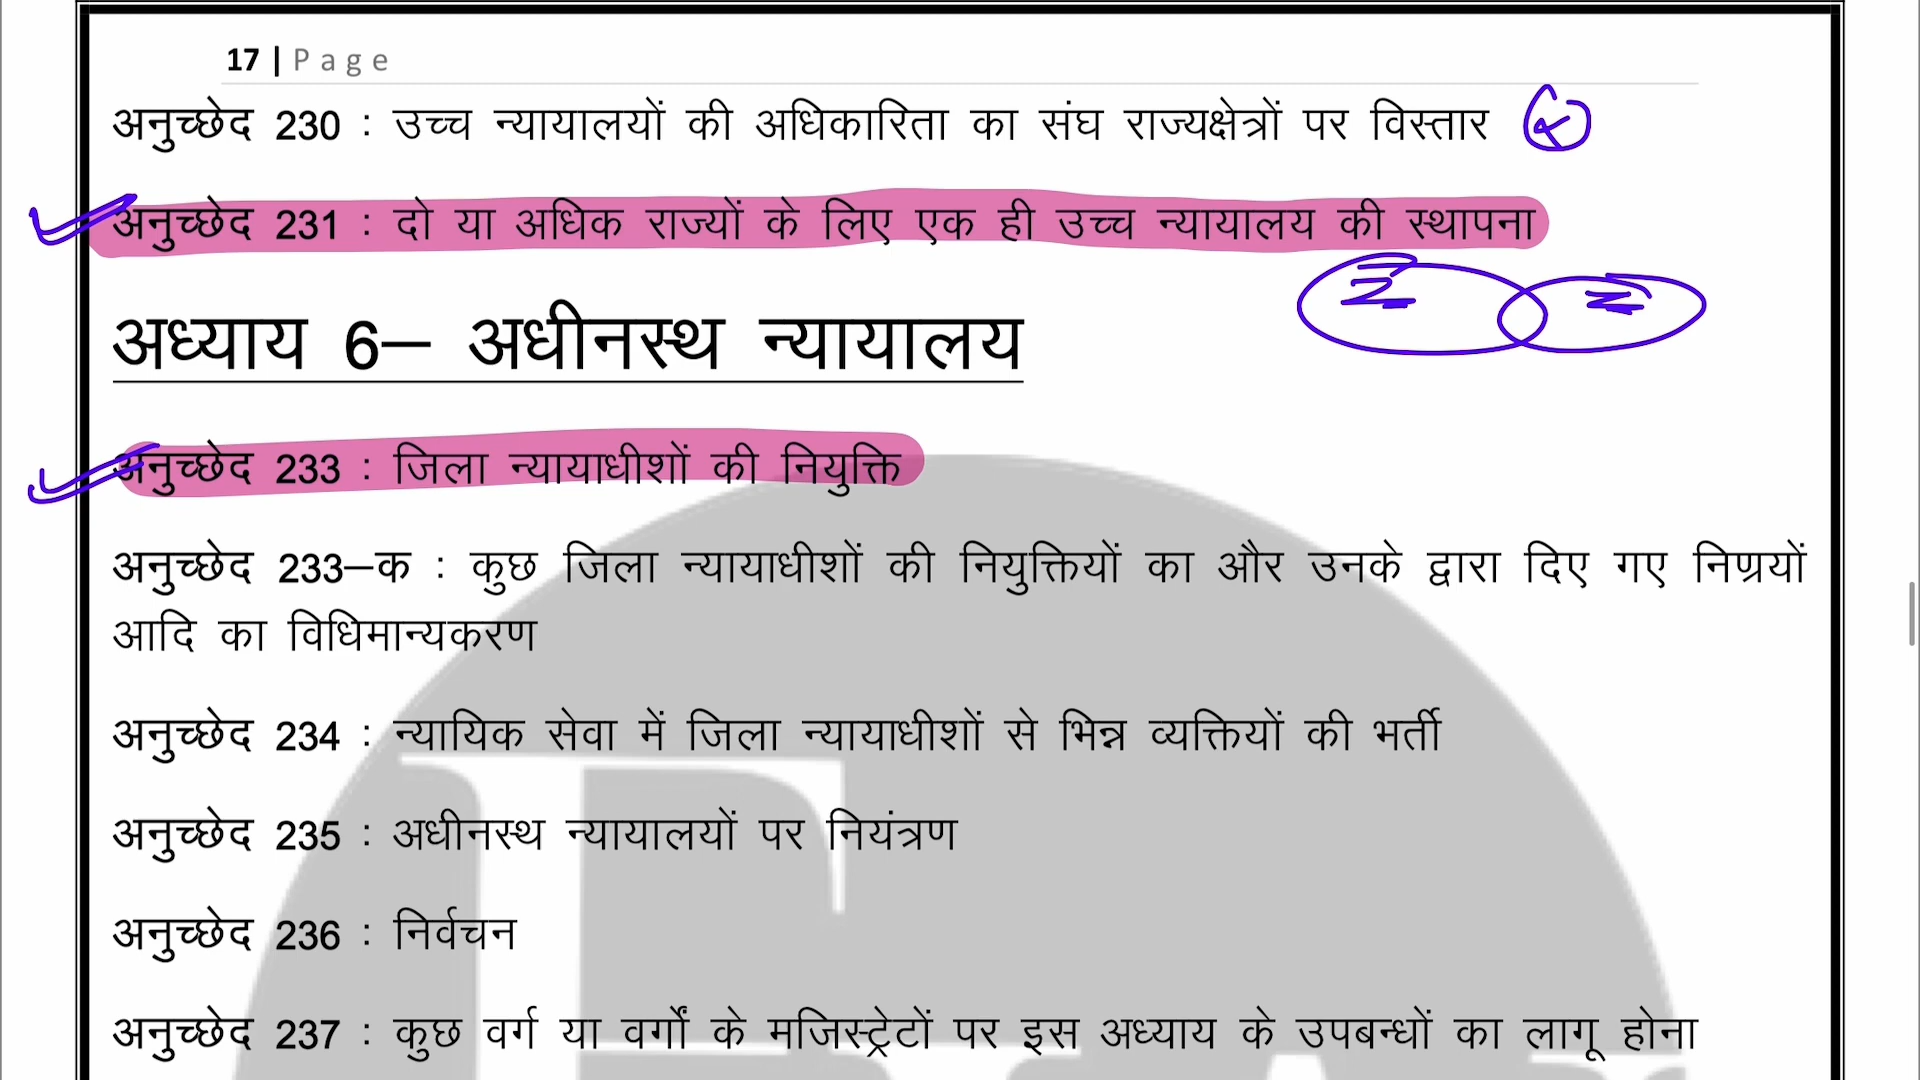 17 | Page
अनुच्छेद 230 : उच्च न्यायालयों की अधिकारिता का संघ राज्यक्षेत्रों पर विस्तार
अनुच्छेद 231 : दो या अधिक राज्यों के लिए एक ही उच्च न्यायालय की स्थापना
अध्याय 6– अधीनस्थ न्यायालय
अनुच्छेद 233 : जिला न्यायाधीशों की नियुक्ति
अनुच्छेद 233–क : कुछ जिला न्यायाधीशों की नियुक्तियों का और उनके द्वारा दिए गए निण्रयों
आदि का विधिमान्यकरण
अनुच्छेद 234 : न्यायिक सेवा में जिला न्यायाधीशों से भिन्न व्यक्तियों की भर्ती
अनुच्छेद 235 : अधीनस्थ न्यायालयों पर नियंत्रण
अनुच्छेद 236 : निर्वचन
अनुच्छेद 237 : कुछ वर्ग या वर्गों के मजिस्ट्रेटों पर इस अध्याय के उपबन्धों का लागू होना